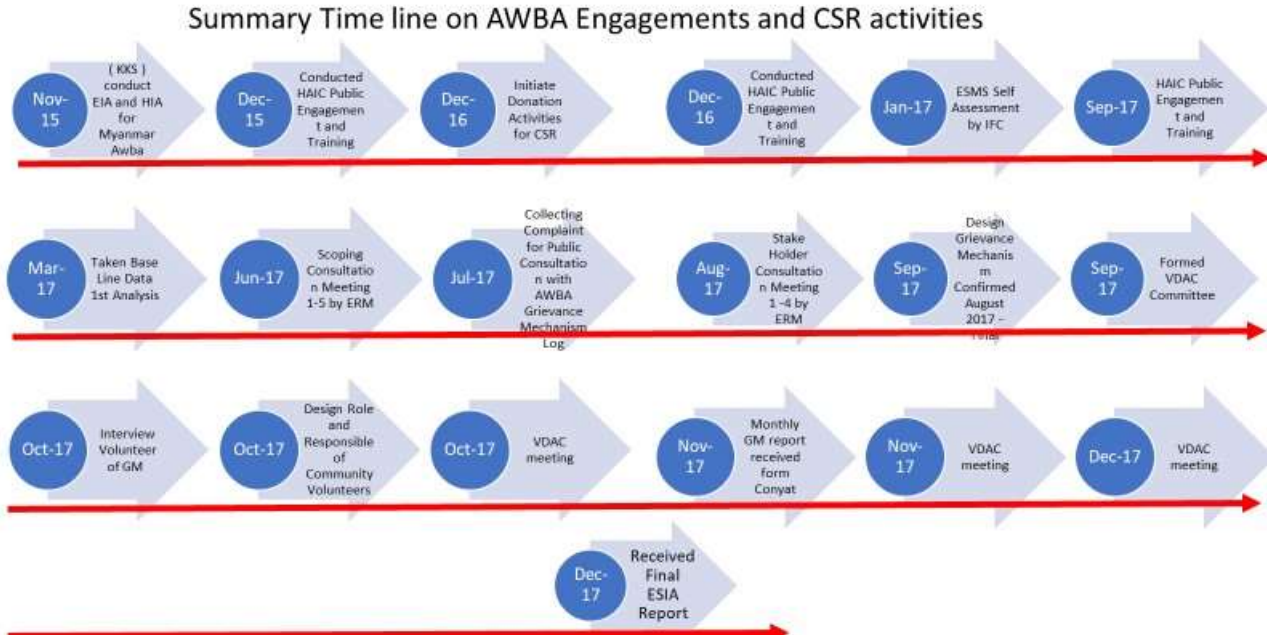 Summary Time line on AWBA Engagements and CSR activities
Nov-
15
( KKS )
conduct
EIA and HIA
for
Myanmar
Awba
Dec-
15
Conducted
HAIC Public
Engagemen
t and
Training
Dec-
16
Initiate
Donation
Activities
for CSR
Dec-
16
Conducted
HAIC Public
Engagemen
t and
Training
Jan-17
ESMS Self
Assessment
by IFC
Sep-17
HAIC Public
Engagemen
t and
Training
Mar-
17
Taken Base
Line Data
1st Analysis
Jun-17
Scoping
Consultatio
n Meeting
1-5 by ERM
Jul-17
Collecting
Complaint
for Public
Consultatio
n with
AWBA
Grievance
Mechanism
Log
Aug-
17
Stake
Holder
Consultatio
n Meeting
1 -4 by
ERM
Sep-
17
Design
Grievance
Mechanis
m
Confirmed
August
2017 –
Final
Sep-
17
Formed
VDAC
Committee
Oct-17
Interview
Volunteer
of GM
Oct-17
Design Role
and
Responsible
of
Community
Volunteers
Oct-17
VDAC
meeting
Nov-
17
Monthly
GM report
received
form
Conyat
Nov-
17
VDAC
meeting
Dec-17
VDAC
meeting
Dec-
17
Received
Final
ESIA
Report